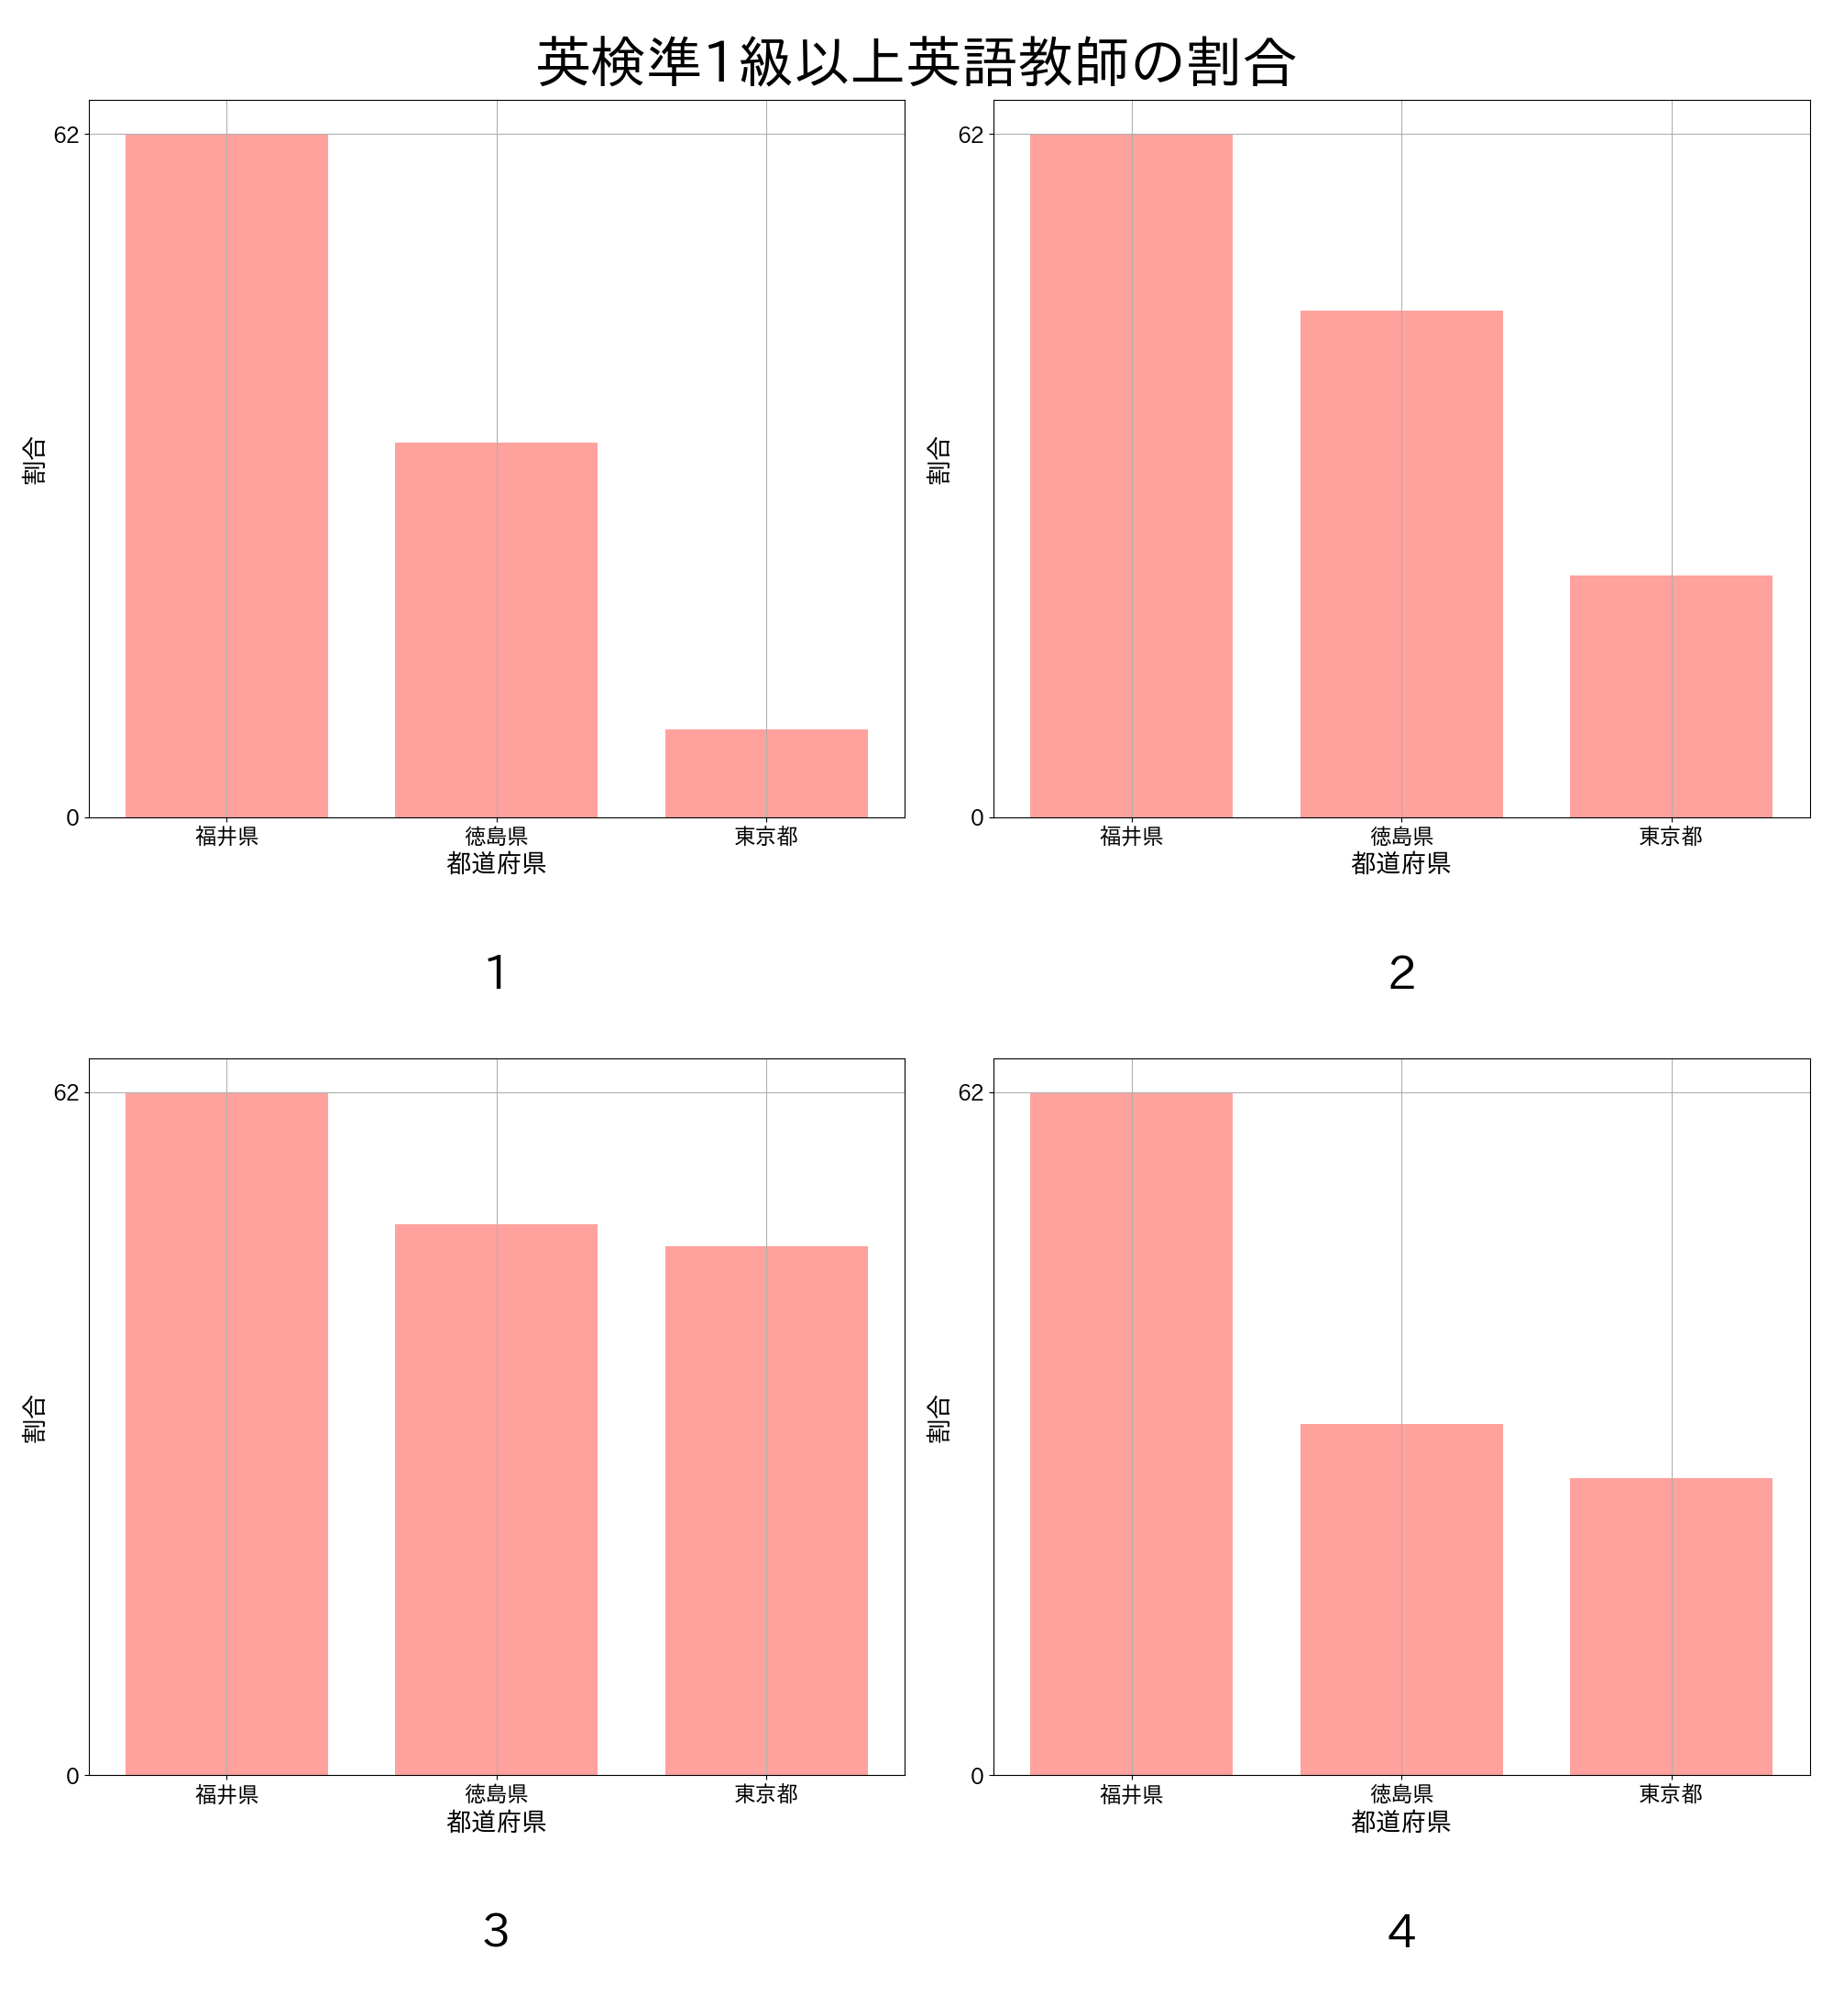 英検準1級以上英語教師の割合
62
割合
0
福井県 徳島県 東京都
都道府県
1
62
割合
0
福井県 徳島県 東京都
都道府県
2
62
割合
0
福井県 徳島県 東京都
都道府県
3
62
割合
0
福井県 徳島県 東京都
都道府県
4